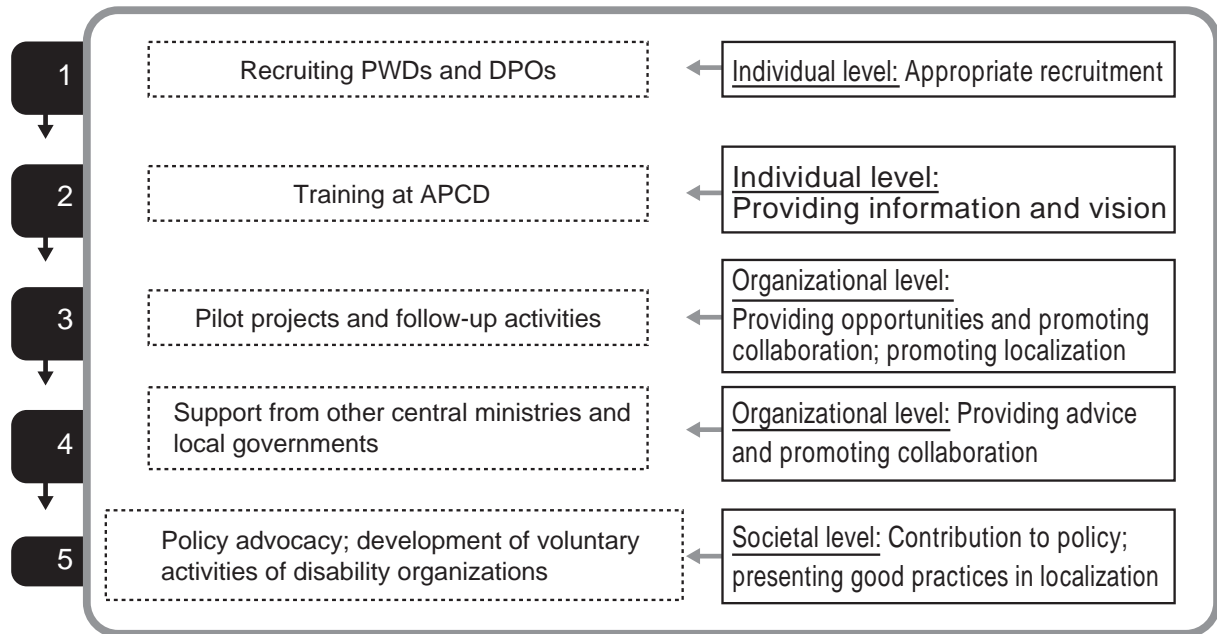 1
Recruiting PWDs and DPOs
Individual level: Appropriate recruitment
2
Training at APCD
Individual level:
Providing information and vision
3
Pilot projects and follow-up activities
Organizational level:
Providing opportunities and promoting
collaboration; promoting localization
4
Support from other central ministries and
local governments
Organizational level: Providing advice
and promoting collaboration
5
Policy advocacy; development of voluntary
activities of disability organizations
Societal level: Contribution to policy;
presenting good practices in localization